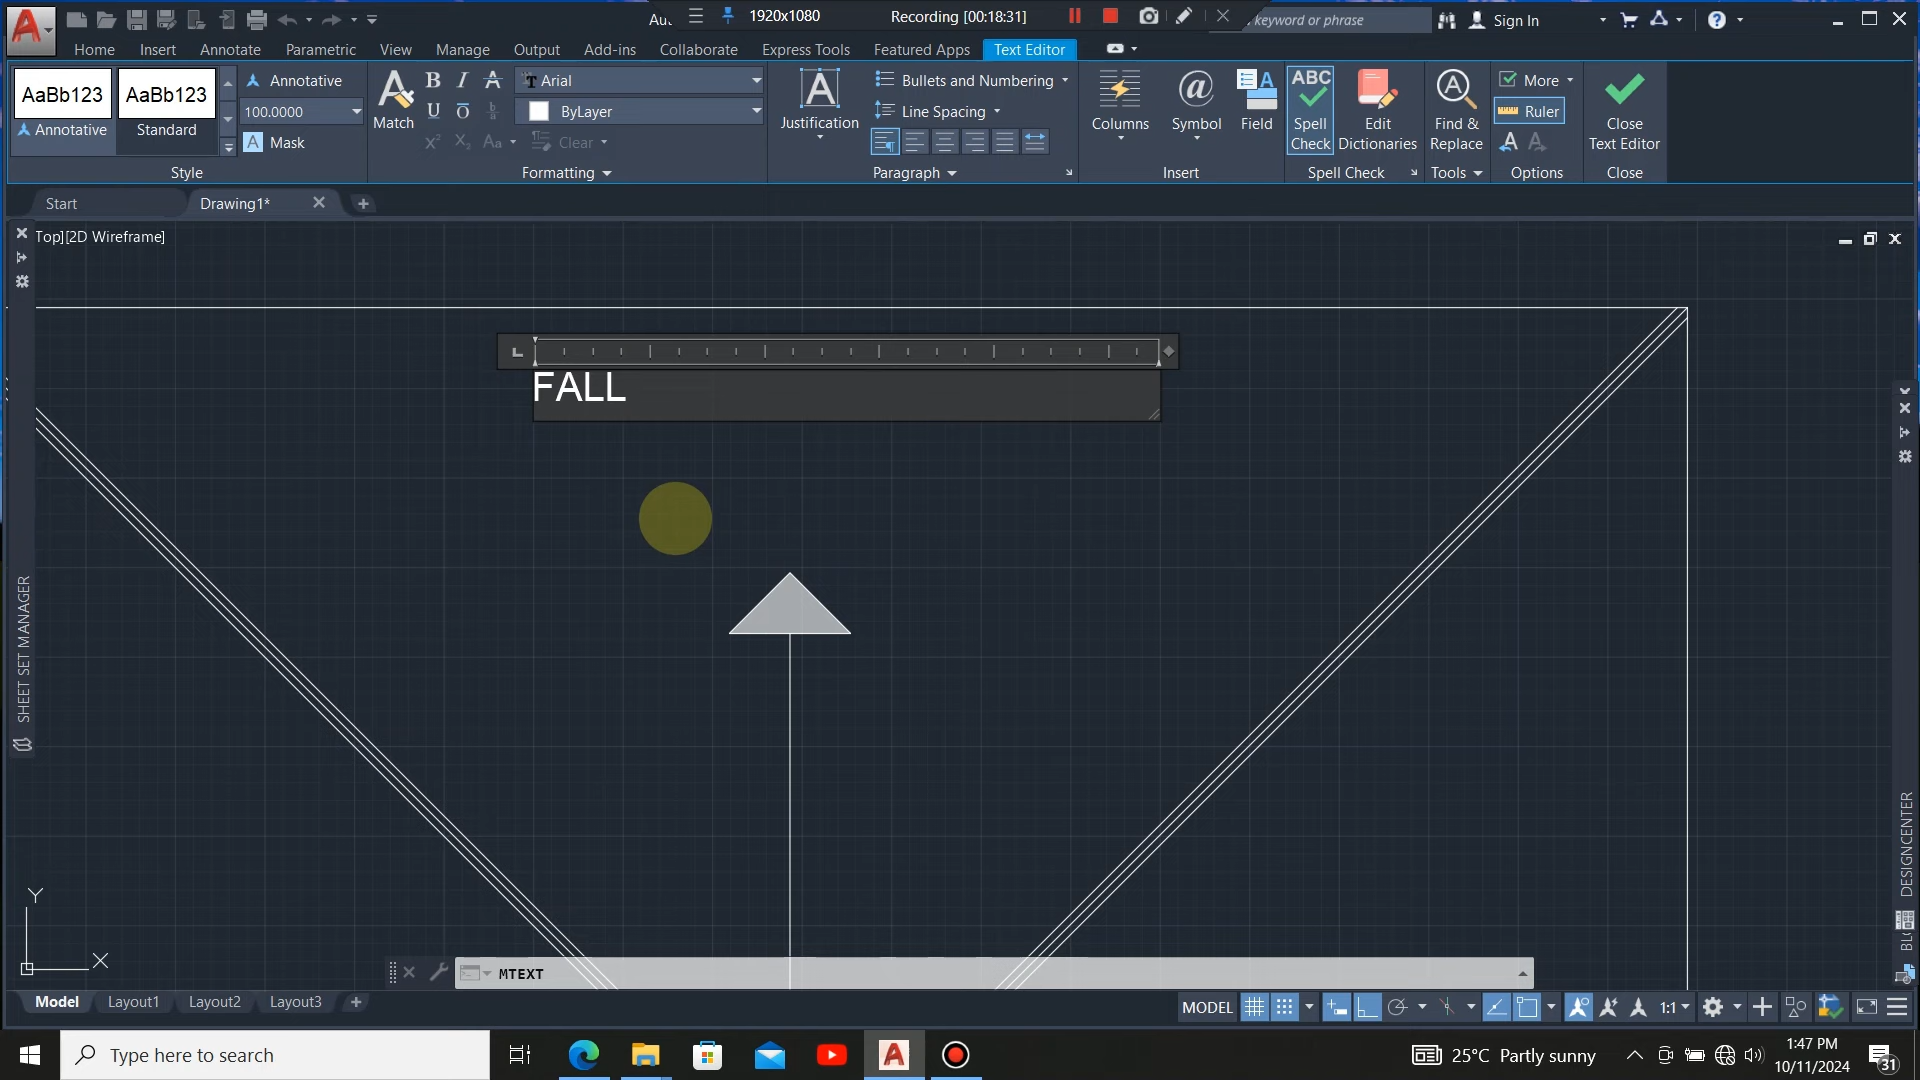 Au
1920x1080
Recording [00:18:31]
keyword or phrase
Sign In
Home Insert Annotate Parametric View Manage Output Add-ins Collaborate Express Tools Featured Apps Text Editor
AaBb123
AaBb123
Annotative
Standard
Annotative
100.0000
Mask
Style
Match
Arial
ByLayer
Clear
Formatting
Justification
Bullets and Numbering
Line Spacing
Paragraph
Columns
Symbol
Field
Insert
ABC
Spell
Check
Edit
Dictionaries
Spell Check
Find &
Replace
Tools
More
Ruler
Options
Close
Text Editor
Close
Start
Drawing1*
Top][2D Wireframe]
FALL
SHEET SET MANAGER
DESIGNCENTER
Y
X
MTEXT
Model Layout1 Layout2 Layout3
MODEL
1:1
Type here to search
25°C Partly sunny
1:47 PM
10/11/2024
31